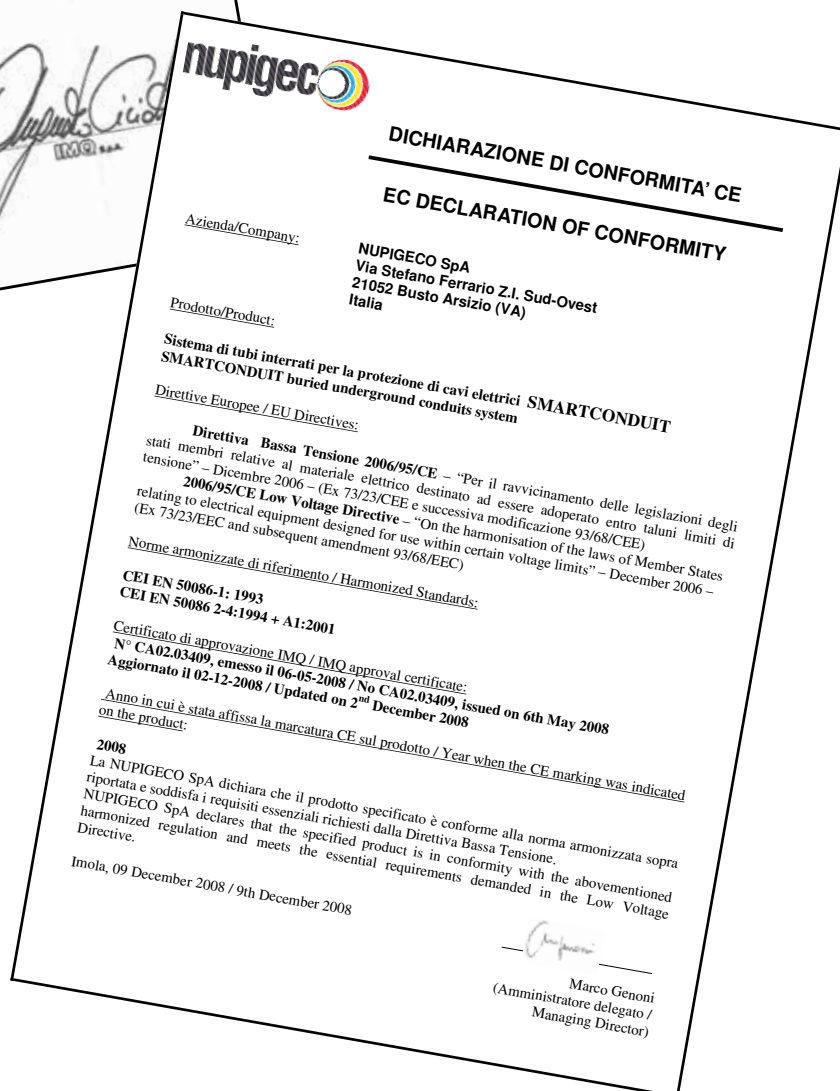 IMQ S.p.A.
nupigeco
DICHIARAZIONE DI CONFORMITA' CE
EC DECLARATION OF CONFORMITY
Azienda/Company:
NUPIGECO SpA
Via Stefano Ferrario Z.I. Sud-Ovest
21052 Busto Arsizio (VA)
Italia
Prodotto/Product:
Sistema di tubi interrati per la protezione di cavi elettrici SMARTCONDUIT
SMARTCONDUIT buried underground conduits system
Direttive Europee / EU Directives:
Direttiva Bassa Tensione 2006/95/CE – “Per il ravvicinamento delle legislazioni degli
stati membri relative al materiale elettrico destinato ad essere adoperato entro taluni limiti di
tensione” – Dicembre 2006 – (Ex 73/23/CEE e successiva modificazione 93/68/CEE)
2006/95/CE Low Voltage Directive – “On the harmonisation of the laws of Member States
relating to electrical equipment designed for use within certain voltage limits” – December 2006 –
(Ex 73/23/EEC and subsequent amendment 93/68/EEC)
Norme armonizzate di riferimento / Harmonized Standards:
CEI EN 50086-1: 1993
CEI EN 50086 2-4:1994 + A1:2001
Certificato di approvazione IMQ / IMQ approval certificate:
N° CA02.03409, emesso il 06-05-2008 / No CA02.03409, issued on 6th May 2008
Aggiornato il 02-12-2008 / Updated on 2nd December 2008
Anno in cui è stata affissa la marcatura CE sul prodotto / Year when the CE marking was indicated
on the product:
2008
La NUPIGECO SpA dichiara che il prodotto specificato è conforme alla norma armonizzata sopra
riportata e soddisfa i requisiti essenziali richiesti dalla Direttiva Bassa Tensione.
NUPIGECO SpA declares that the specified product is in conformity with the abovementioned
harmonized regulation and meets the essential requirements demanded in the Low Voltage
Directive.
Imola, 09 December 2008 / 9th December 2008
Marco Genoni
(Amministratore delegato /
Managing Director)